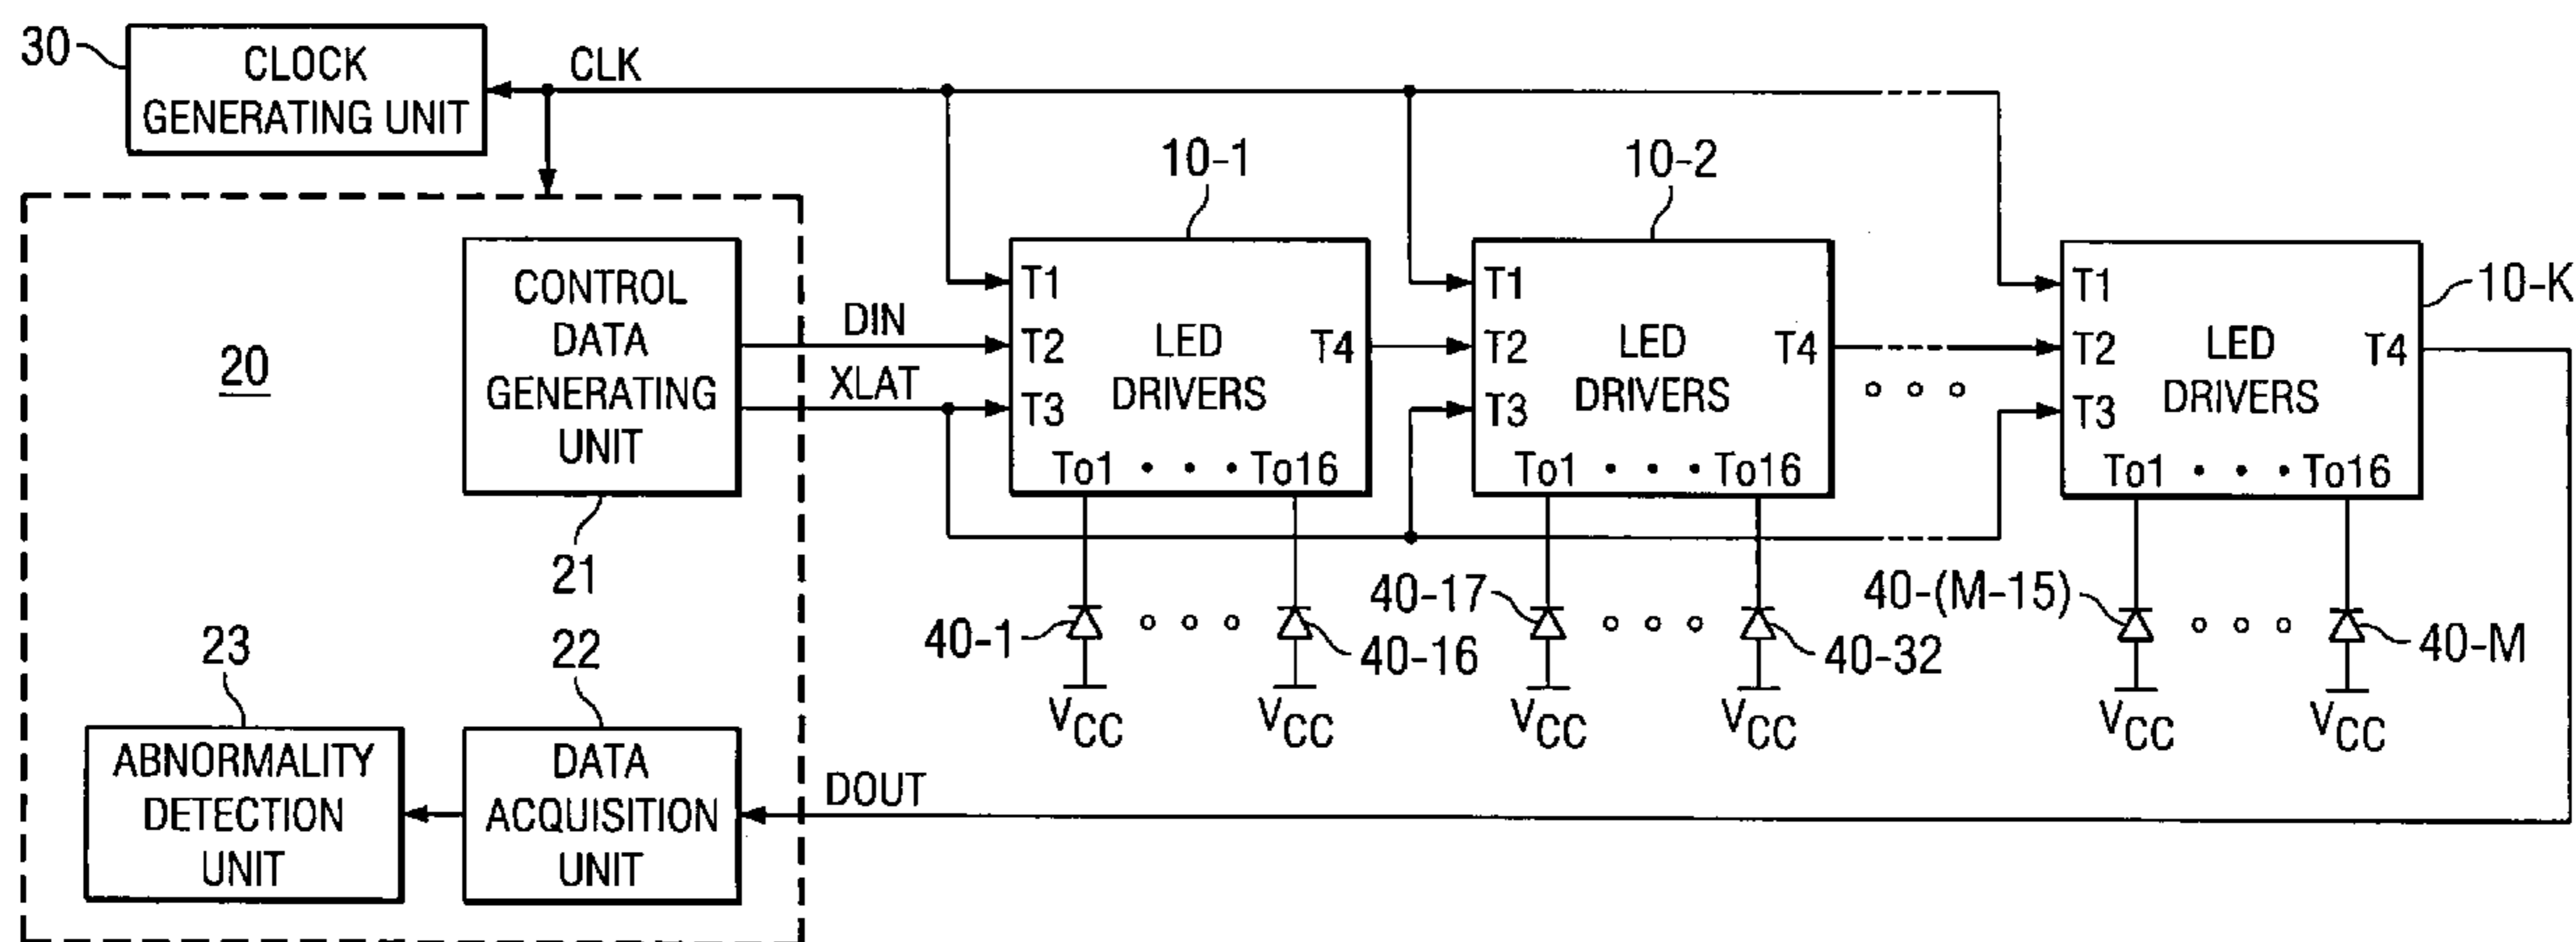 30
CLOCK
GENERATING UNIT
CLK
20
CONTROL
DATA
GENERATING
UNIT
21
DIN
XLAT
10-1
T1
T2
T3
LED
DRIVERS
T4
To1 • • • To16
10-2
T1
T2
T3
LED
DRIVERS
T4
To1 • • • To16
10-K
T1
T2
T3
LED
DRIVERS
T4
To1 • • • To16
40-1
40-16
40-17
40-32
40-(M-15)
40-M
VCC
VCC
VCC
VCC
VCC
VCC
23
ABNORMALITY
DETECTION
UNIT
22
DATA
ACQUISITION
UNIT
DOUT